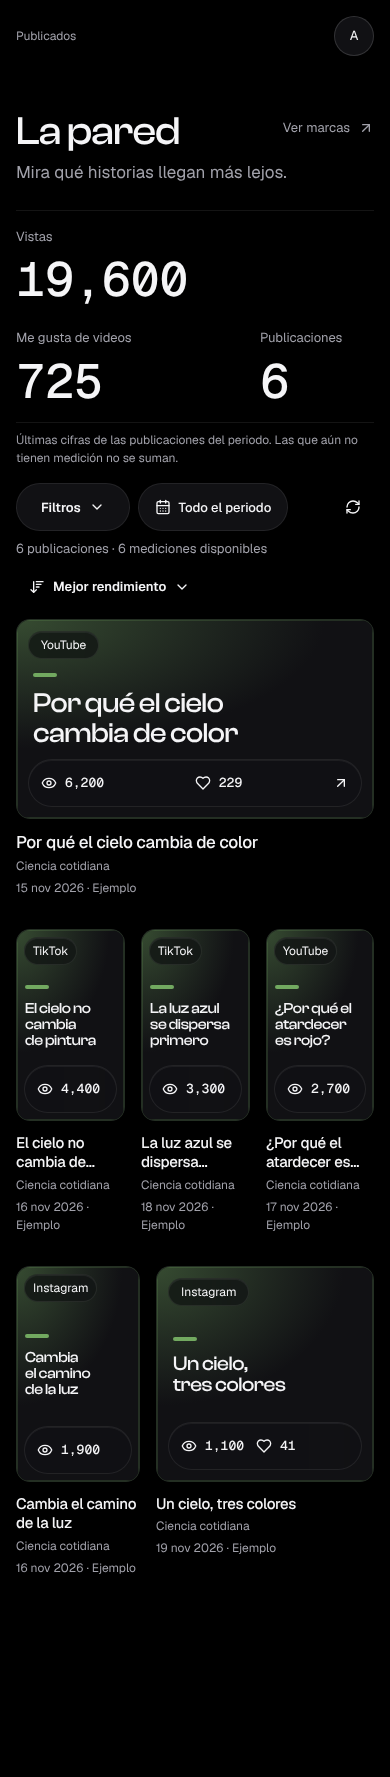 Publicados
A
La pared
Ver marcas
Mira qué historias llegan más lejos.
Vistas
19,600
Me gusta de videos
Publicaciones
725
6
Últimas cifras de las publicaciones del periodo. Las que aún no
tienen medición no se suman.
Filtros
Todo el periodo
6 publicaciones · 6 mediciones disponibles
Mejor rendimiento
YouTube
Por qué el cielo
cambia de color
6,200
229
Por qué el cielo cambia de color
Ciencia cotidiana
15 nov 2026 · Ejemplo
TikTok
El cielo no
cambia
de pintura
4,400
El cielo no
cambia de...
Ciencia cotidiana
16 nov 2026 ·
Ejemplo
TikTok
La luz azul
se dispersa
primero
3,300
La luz azul se
dispersa...
Ciencia cotidiana
18 nov 2026 ·
Ejemplo
YouTube
¿Por qué el
atardecer
es rojo?
2,700
¿Por qué el
atardecer es...
Ciencia cotidiana
17 nov 2026 ·
Ejemplo
Instagram
Cambia
el camino
de la luz
1,900
Cambia el camino
de la luz
Ciencia cotidiana
16 nov 2026 · Ejemplo
Instagram
Un cielo,
tres colores
1,100
41
Un cielo, tres colores
Ciencia cotidiana
19 nov 2026 · Ejemplo